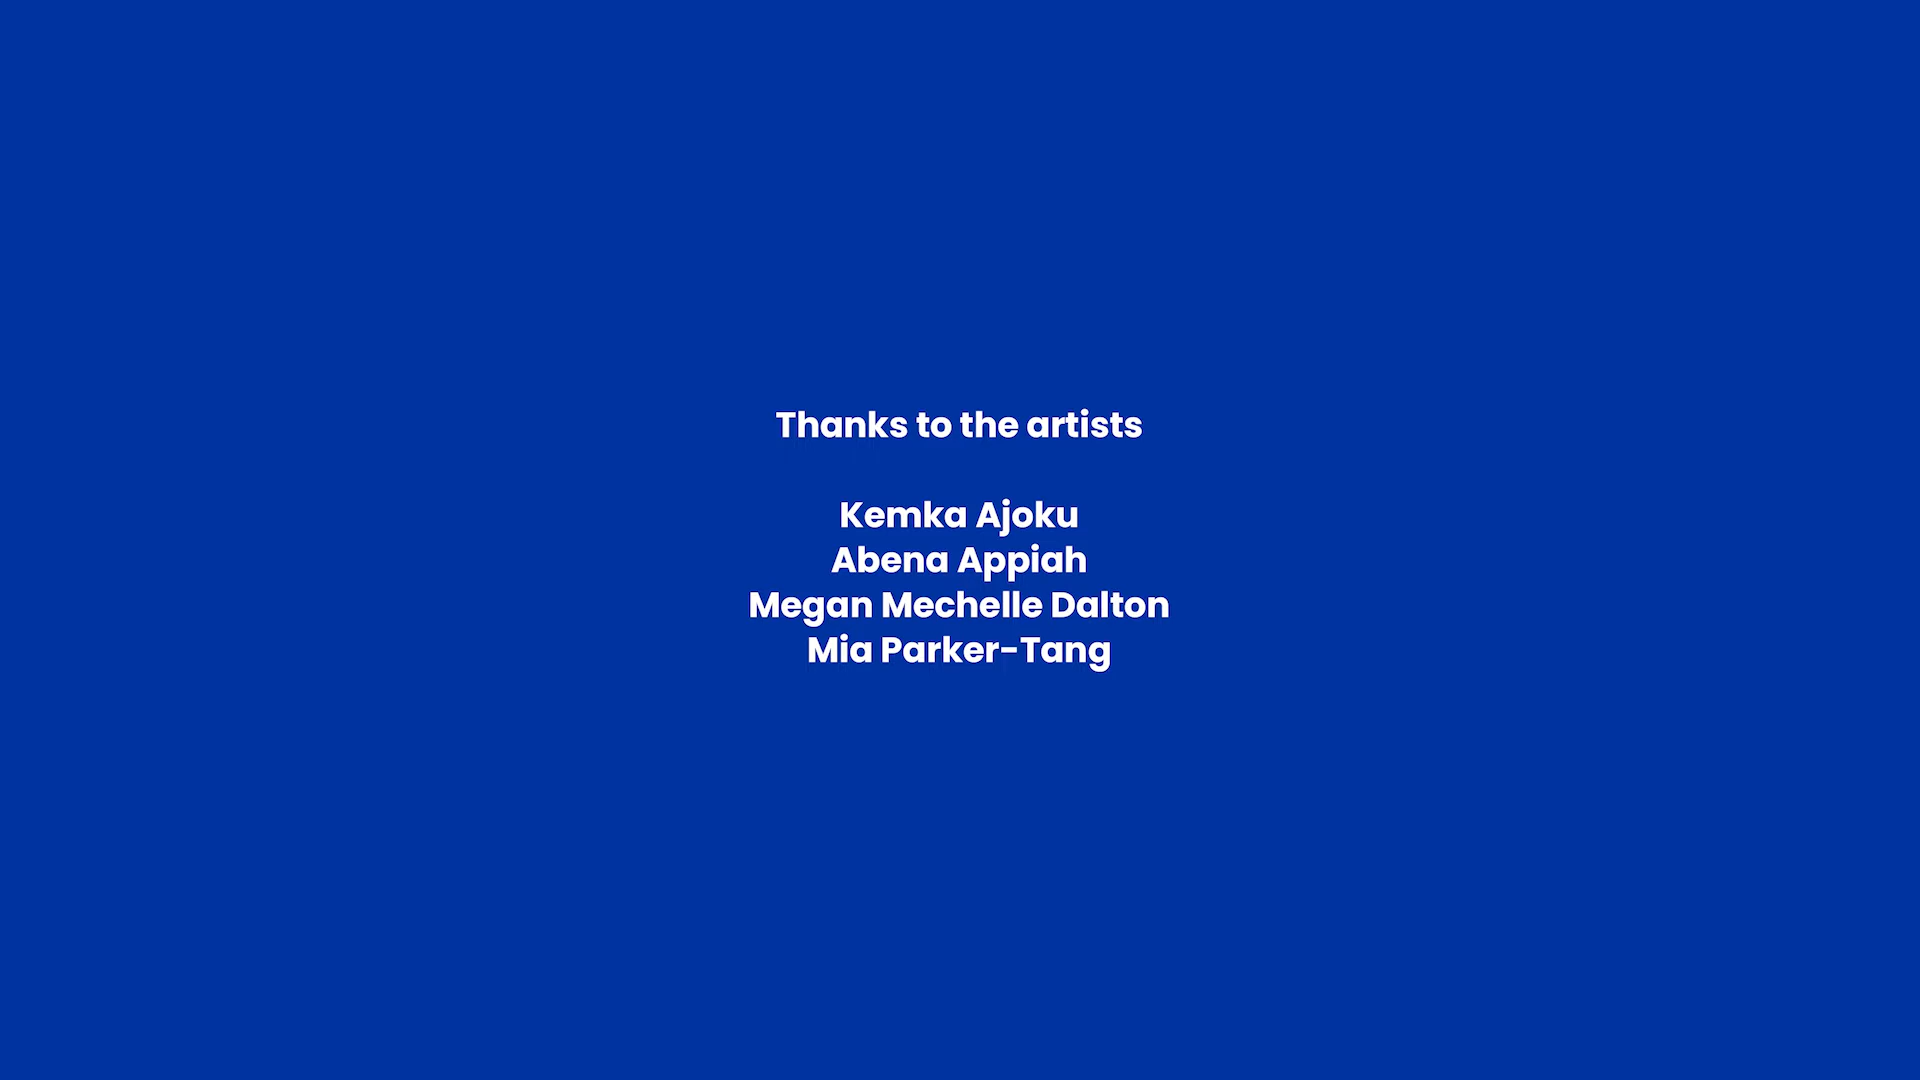 Thanks to the artists
Kemka Ajoku
Abena Appiah
Megan Mechelle Dalton
Mia Parker-Tang